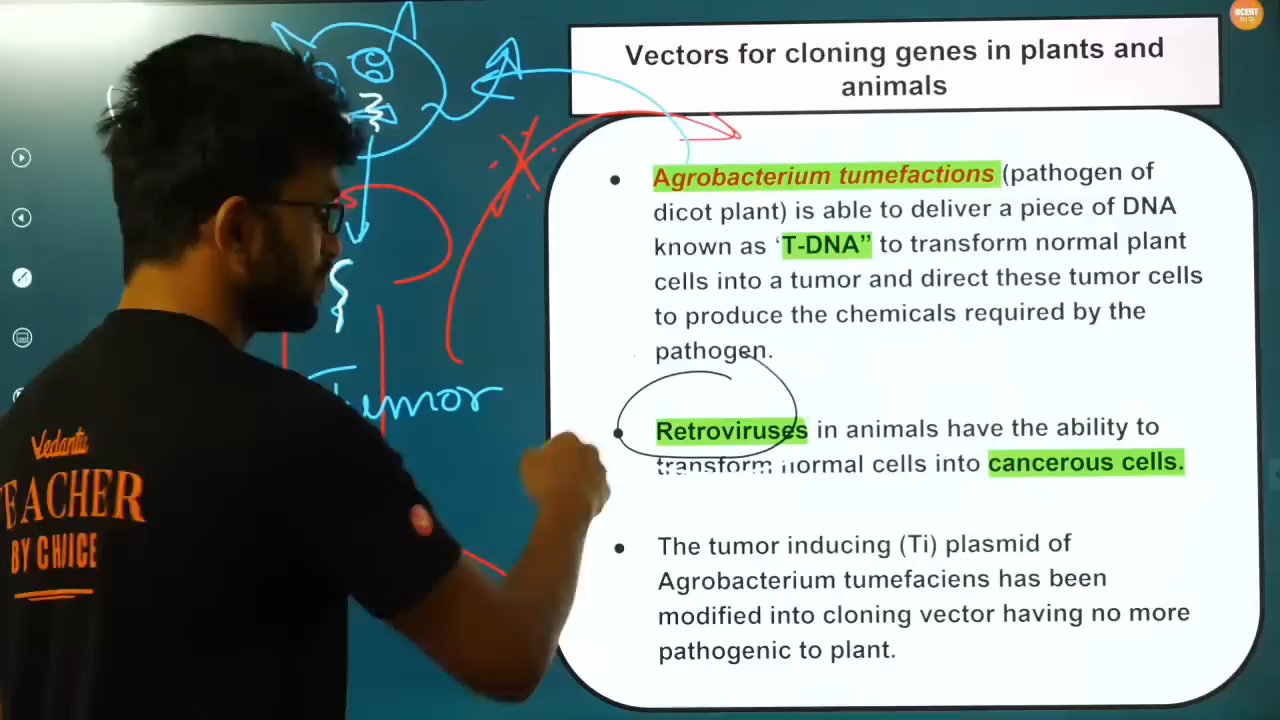 NCERT
Vectors for cloning genes in plants and
animals
• Agrobacterium tumefactions (pathogen of
dicot plant) is able to deliver a piece of DNA
known as ‘T-DNA” to transform normal plant
cells into a tumor and direct these tumor cells
to produce the chemicals required by the
pathogen.
• Retroviruses in animals have the ability to
transform normal cells into cancerous cells.
• The tumor inducing (Ti) plasmid of
Agrobacterium tumefaciens has been
modified into cloning vector having no more
pathogenic to plant.
Tumor
Vedantu
TEACHER
BY CHOICE